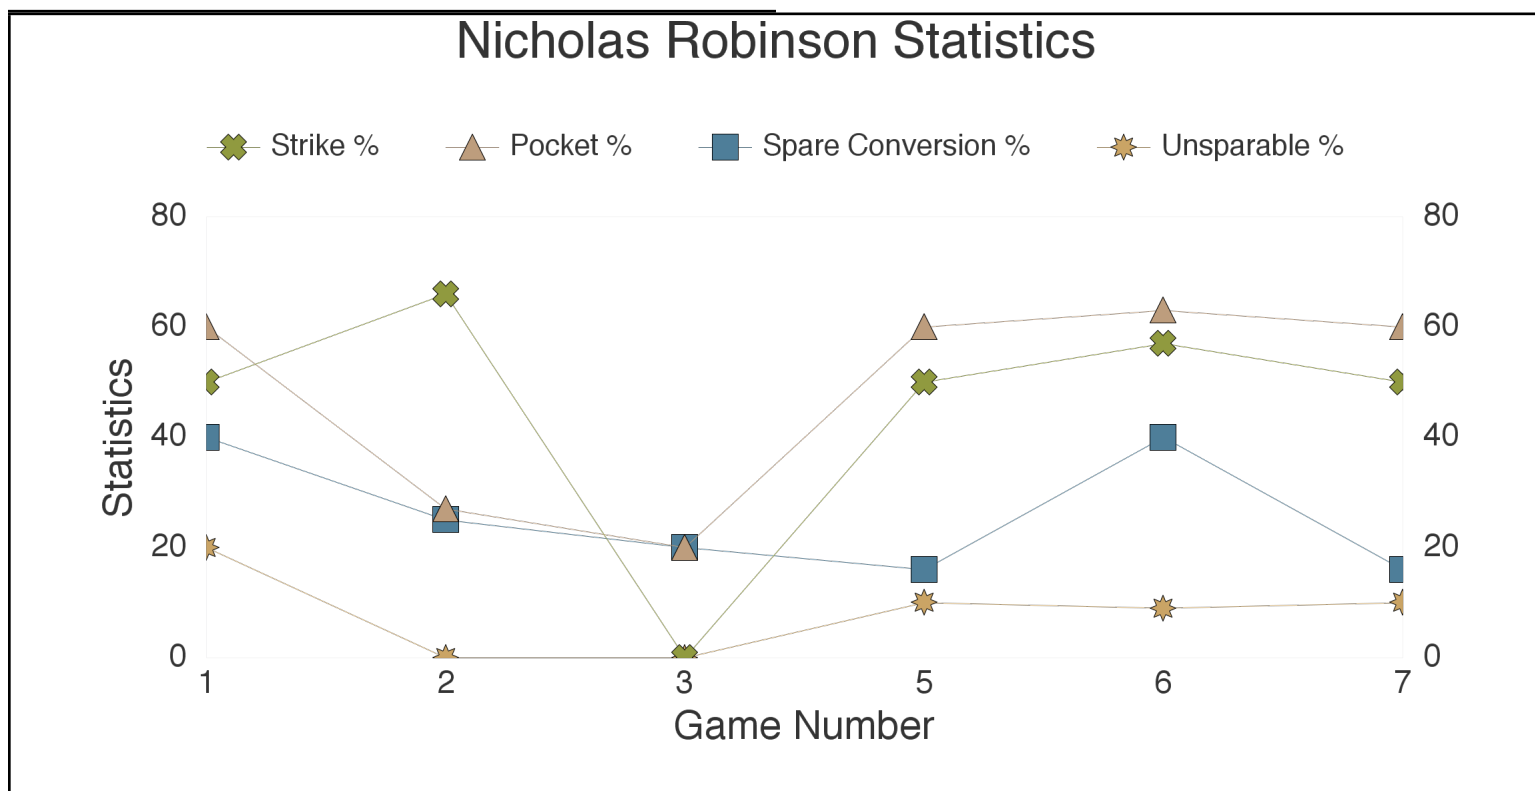 Nicholas Robinson Statistics
Strike % Pocket % Spare Conversion % Unsparable %
80 80
60 60
40 40
20 20
0 0
Statistics
1 2 3 5 6 7
Game Number